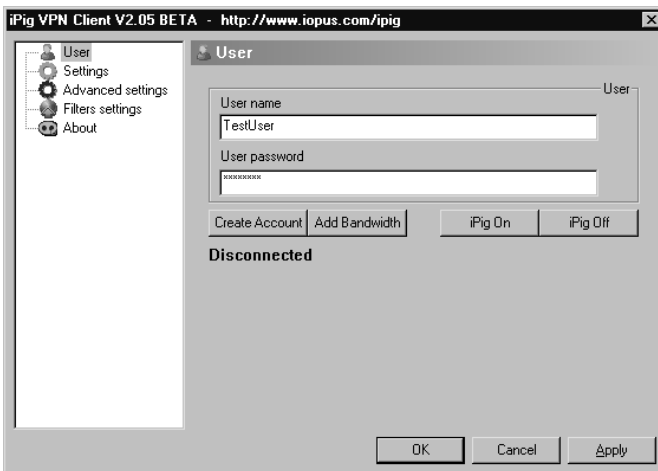 iPig VPN Client V2.05 BETA - http://www.iopus.com/ipig
User
Settings
Advanced settings
Filters settings
About
User
User
User name
TestUser
User password
xxxxxxxx
Create Account
Add Bandwidth
iPig On
iPig Off
Disconnected
OK
Cancel
Apply